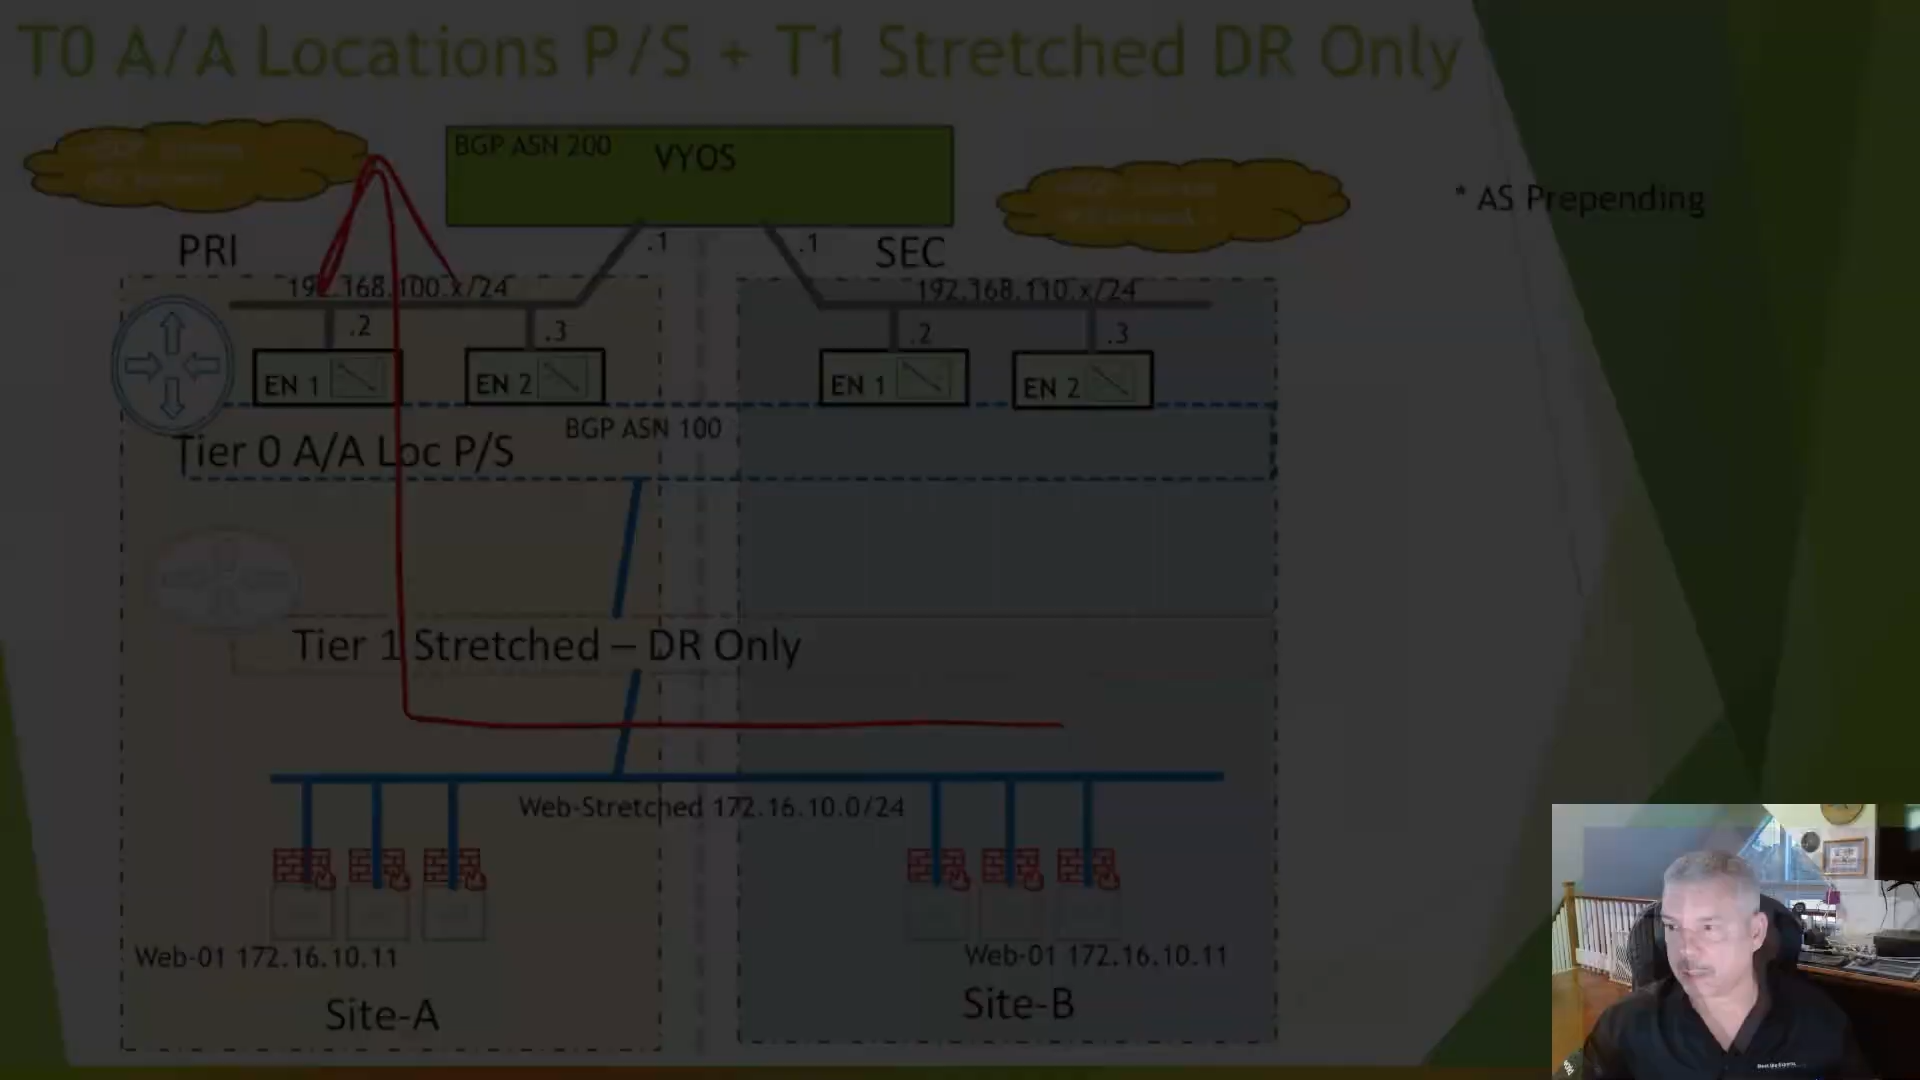 T0 A/A Locations P/S + T1 Stretched DR Only
BGP ASN 200
VYOS
* AS Prepending
PRI
.1
.1
SEC
192.168.100.x/24
192.168.110.x/24
.2
.3
.2
.3
EN 1
EN 2
EN 1
EN 2
BGP ASN 100
Tier 0 A/A Loc P/S
Tier 1 Stretched – DR Only
Web-Stretched 172.16.10.0/24
Web-01 172.16.10.11
Web-01 172.16.10.11
Site-A
Site-B